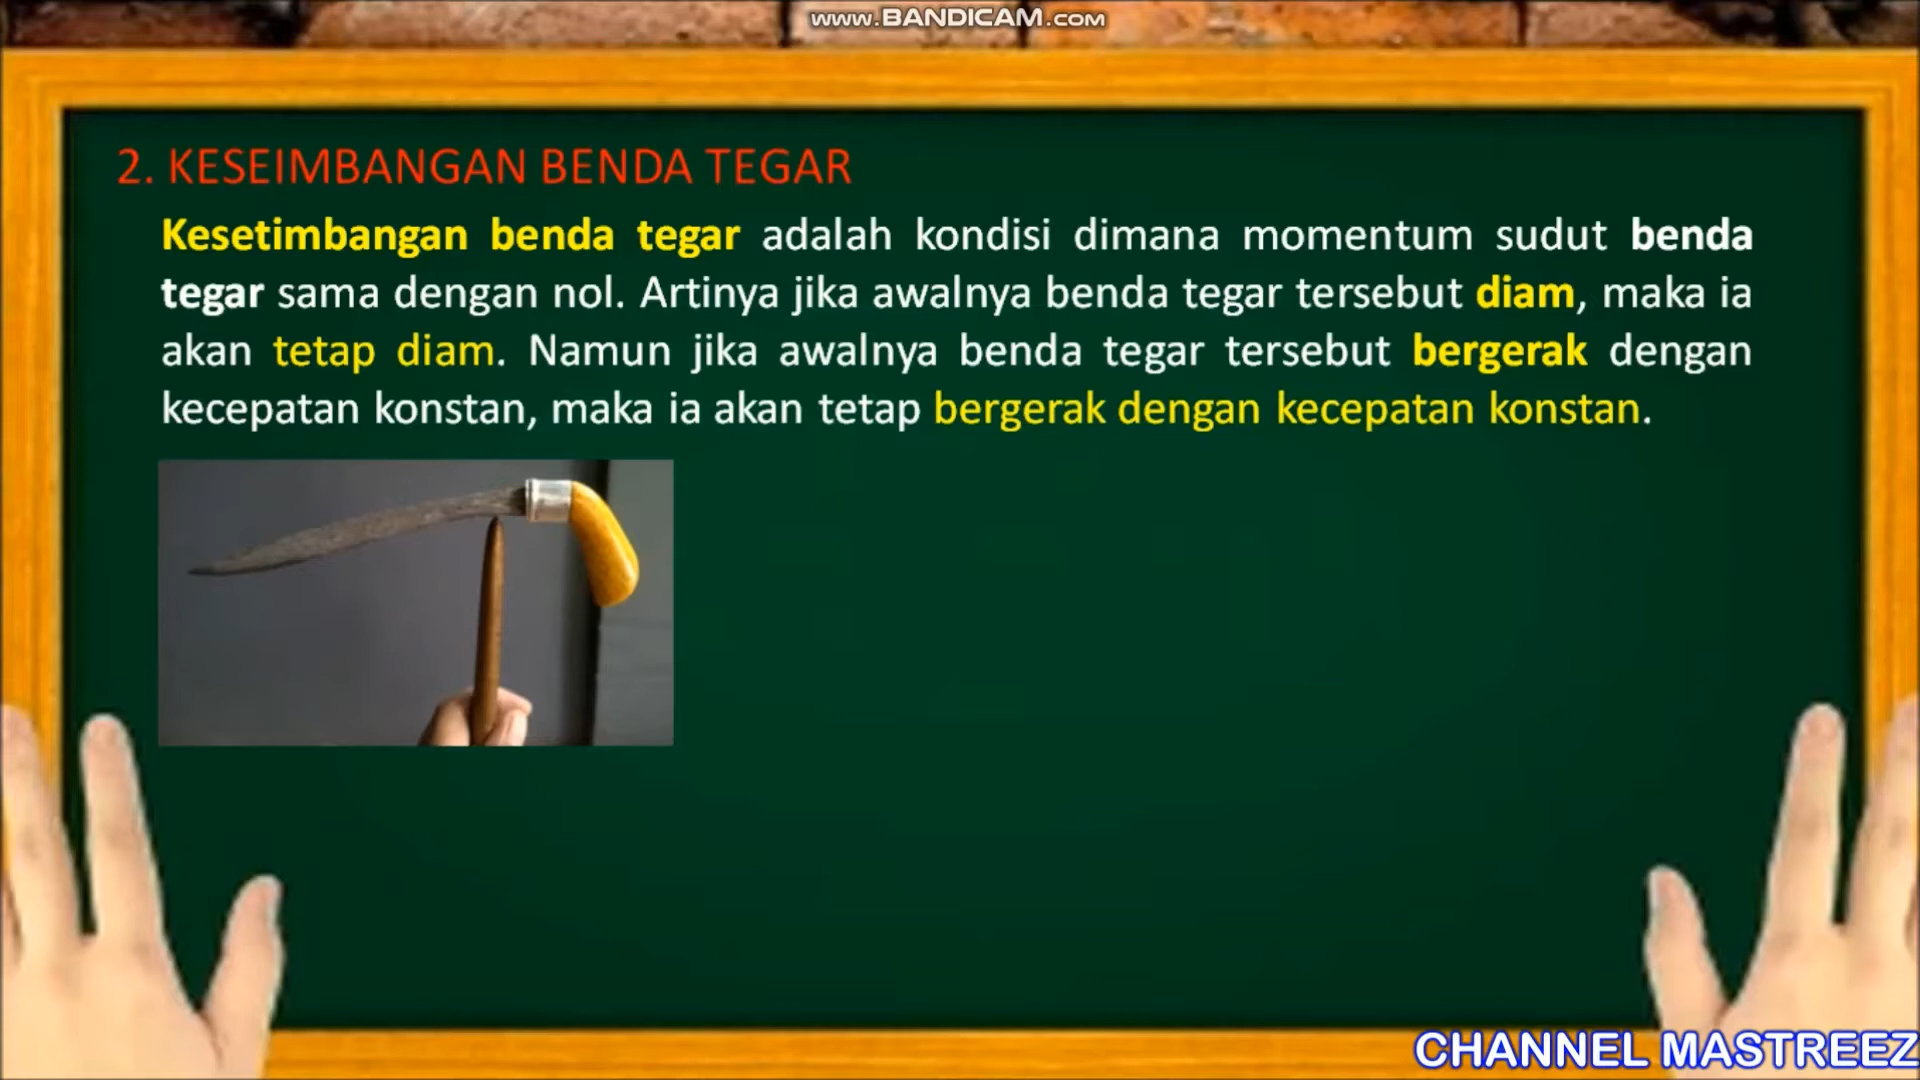 www.BANDICAM.com
2. KESEIMBANGAN BENDA TEGAR
Kesetimbangan benda tegar adalah kondisi dimana momentum sudut benda
tegar sama dengan nol. Artinya jika awalnya benda tegar tersebut diam, maka ia
akan tetap diam. Namun jika awalnya benda tegar tersebut bergerak dengan
kecepatan konstan, maka ia akan tetap bergerak dengan kecepatan konstan.
CHANNEL MASTREEZ